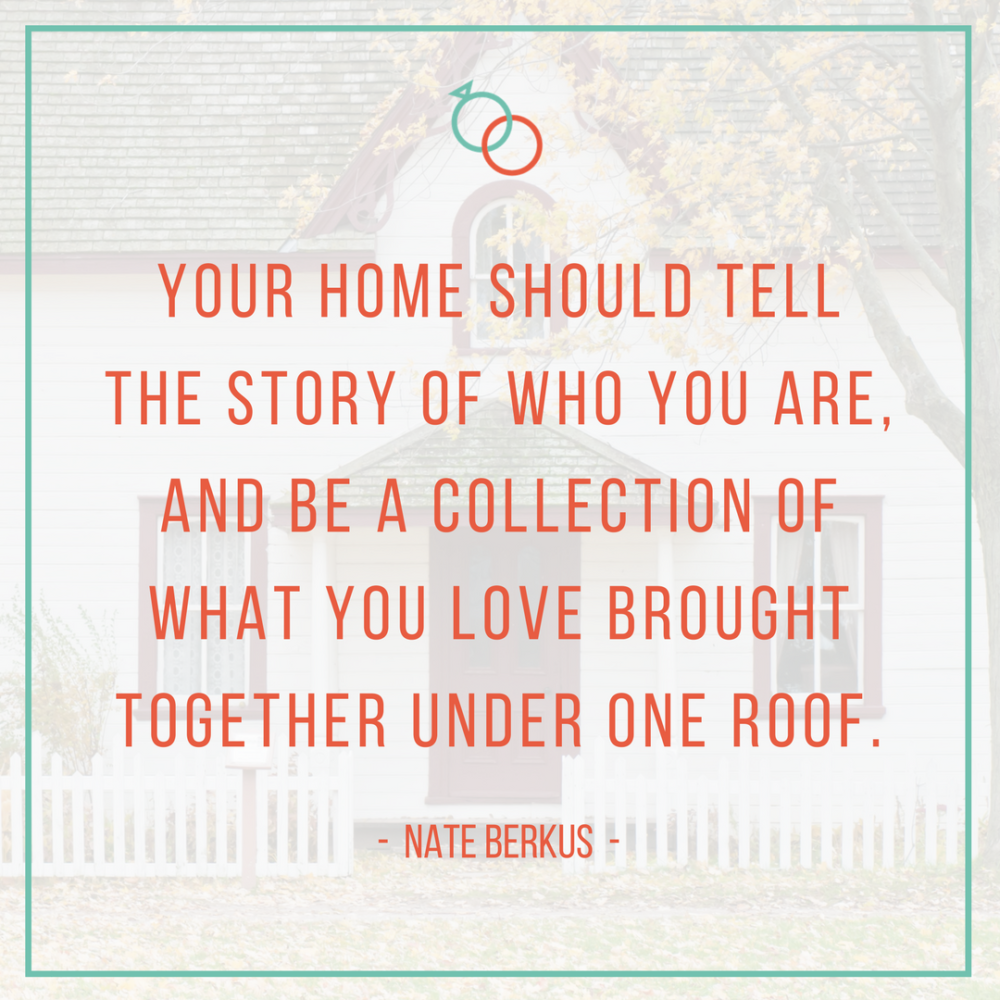 YOUR HOME SHOULD TELL
THE STORY OF WHO YOU ARE,
AND BE A COLLECTION OF
WHAT YOU LOVE BROUGHT
TOGETHER UNDER ONE ROOF.
- NATE BERKUS -